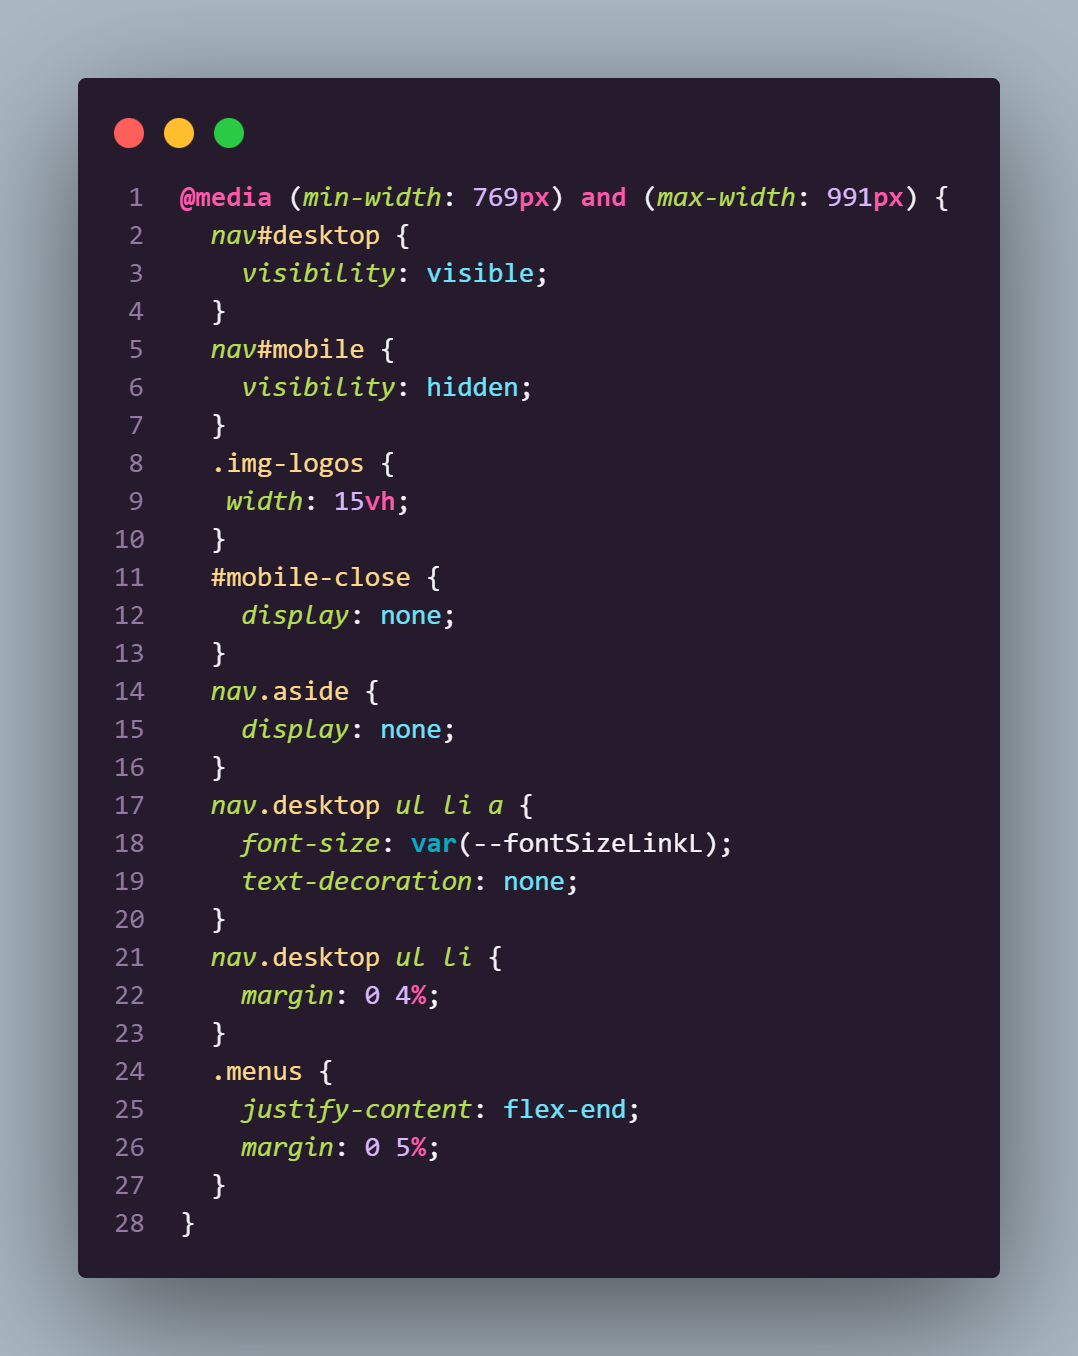 1 @media (min-width: 769px) and (max-width: 991px) {
2   nav#desktop {
3     visibility: visible;
4   }
5   nav#mobile {
6     visibility: hidden;
7   }
8   .img-logos {
9    width: 15vh;
10   }
11   #mobile-close {
12     display: none;
13   }
14   nav.aside {
15     display: none;
16   }
17   nav.desktop ul li a {
18     font-size: var(--fontSizeLinkL);
19     text-decoration: none;
20   }
21   nav.desktop ul li {
22     margin: 0 4%;
23   }
24   .menus {
25     justify-content: flex-end;
26     margin: 0 5%;
27   }
28 }